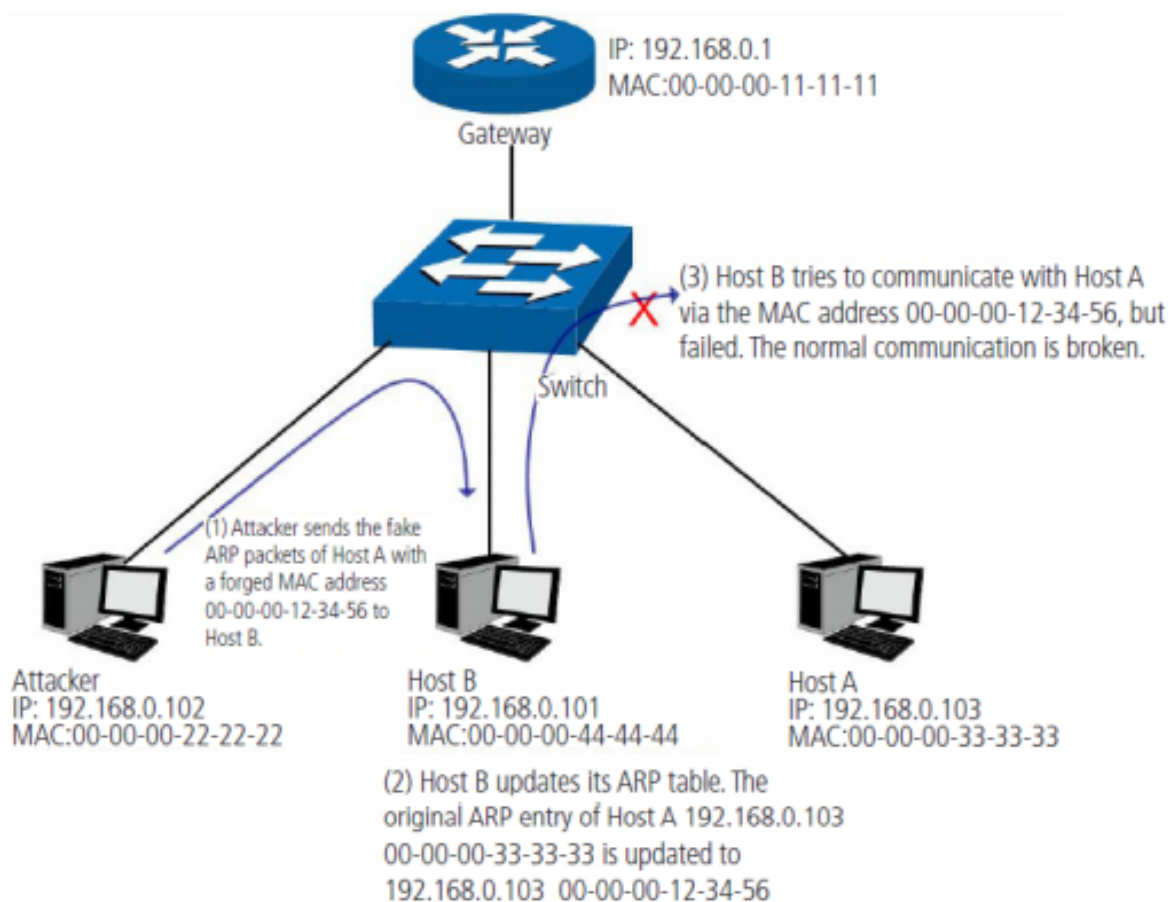 IP: 192.168.0.1
MAC:00-00-00-11-11-11
Gateway
(3) Host B tries to communicate with Host A
via the MAC address 00-00-00-12-34-56, but
failed. The normal communication is broken.
Switch
(1) Attacker sends the fake
ARP packets of Host A with
a forged MAC address
00-00-00-12-34-56 to
Host B.
Attacker
IP: 192.168.0.102
MAC:00-00-00-22-22-22
Host B
IP: 192.168.0.101
MAC:00-00-00-44-44-44
Host A
IP: 192.168.0.103
MAC:00-00-00-33-33-33
(2) Host B updates its ARP table. The
original ARP entry of Host A 192.168.0.103
00-00-00-33-33-33 is updated to
192.168.0.103 00-00-00-12-34-56